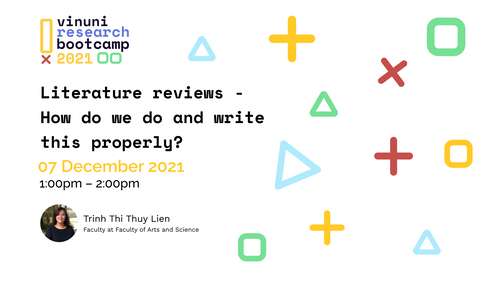 vinuni
research
bootcamp
2021
Literature reviews -
How do we do and write
this properly?
07 December 2021
1:00pm – 2:00pm
Trinh Thi Thuy Lien
Faculty at Faculty of Arts and Science